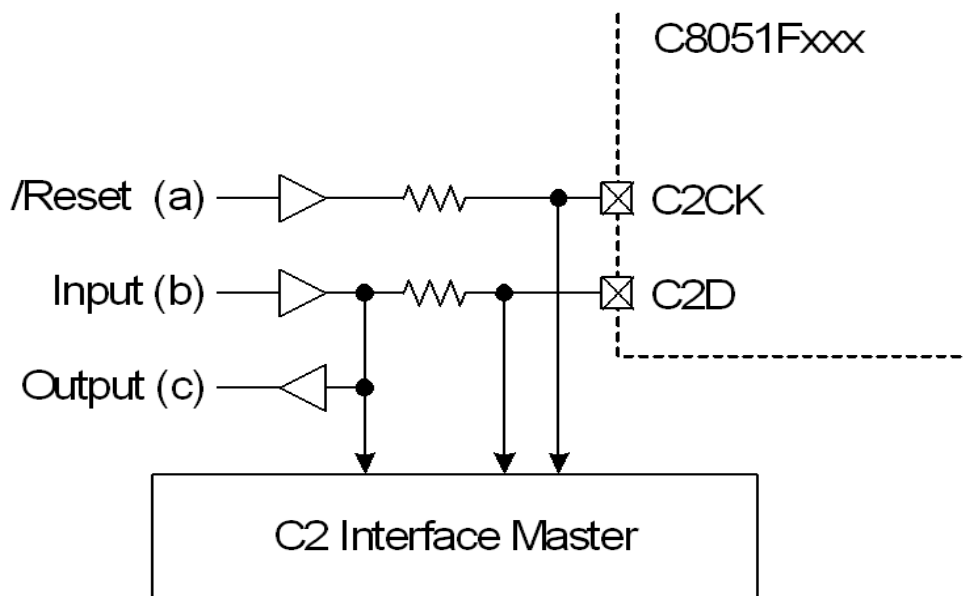 C8051Fxxx
/Reset (a)
C2CK
Input (b)
C2D
Output (c)
C2 Interface Master